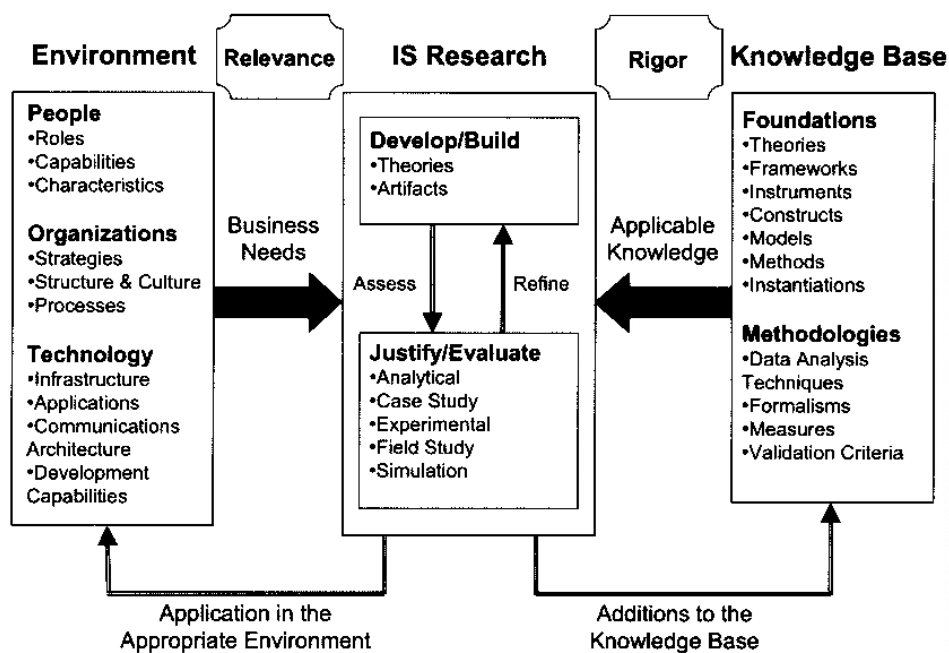 Environment
Relevance
IS Research
Rigor
Knowledge Base
People
•Roles
•Capabilities
•Characteristics
Organizations
•Strategies
•Structure & Culture
•Processes
Technology
•Infrastructure
•Applications
•Communications
Architecture
•Development
Capabilities
Business
Needs
Develop/Build
•Theories
•Artifacts
Assess
Refine
Justify/Evaluate
•Analytical
•Case Study
•Experimental
•Field Study
•Simulation
Applicable
Knowledge
Foundations
•Theories
•Frameworks
•Instruments
•Constructs
•Models
•Methods
•Instantiations
Methodologies
•Data Analysis
Techniques
•Formalisms
•Measures
•Validation Criteria
Application in the
Appropriate Environment
Additions to the
Knowledge Base